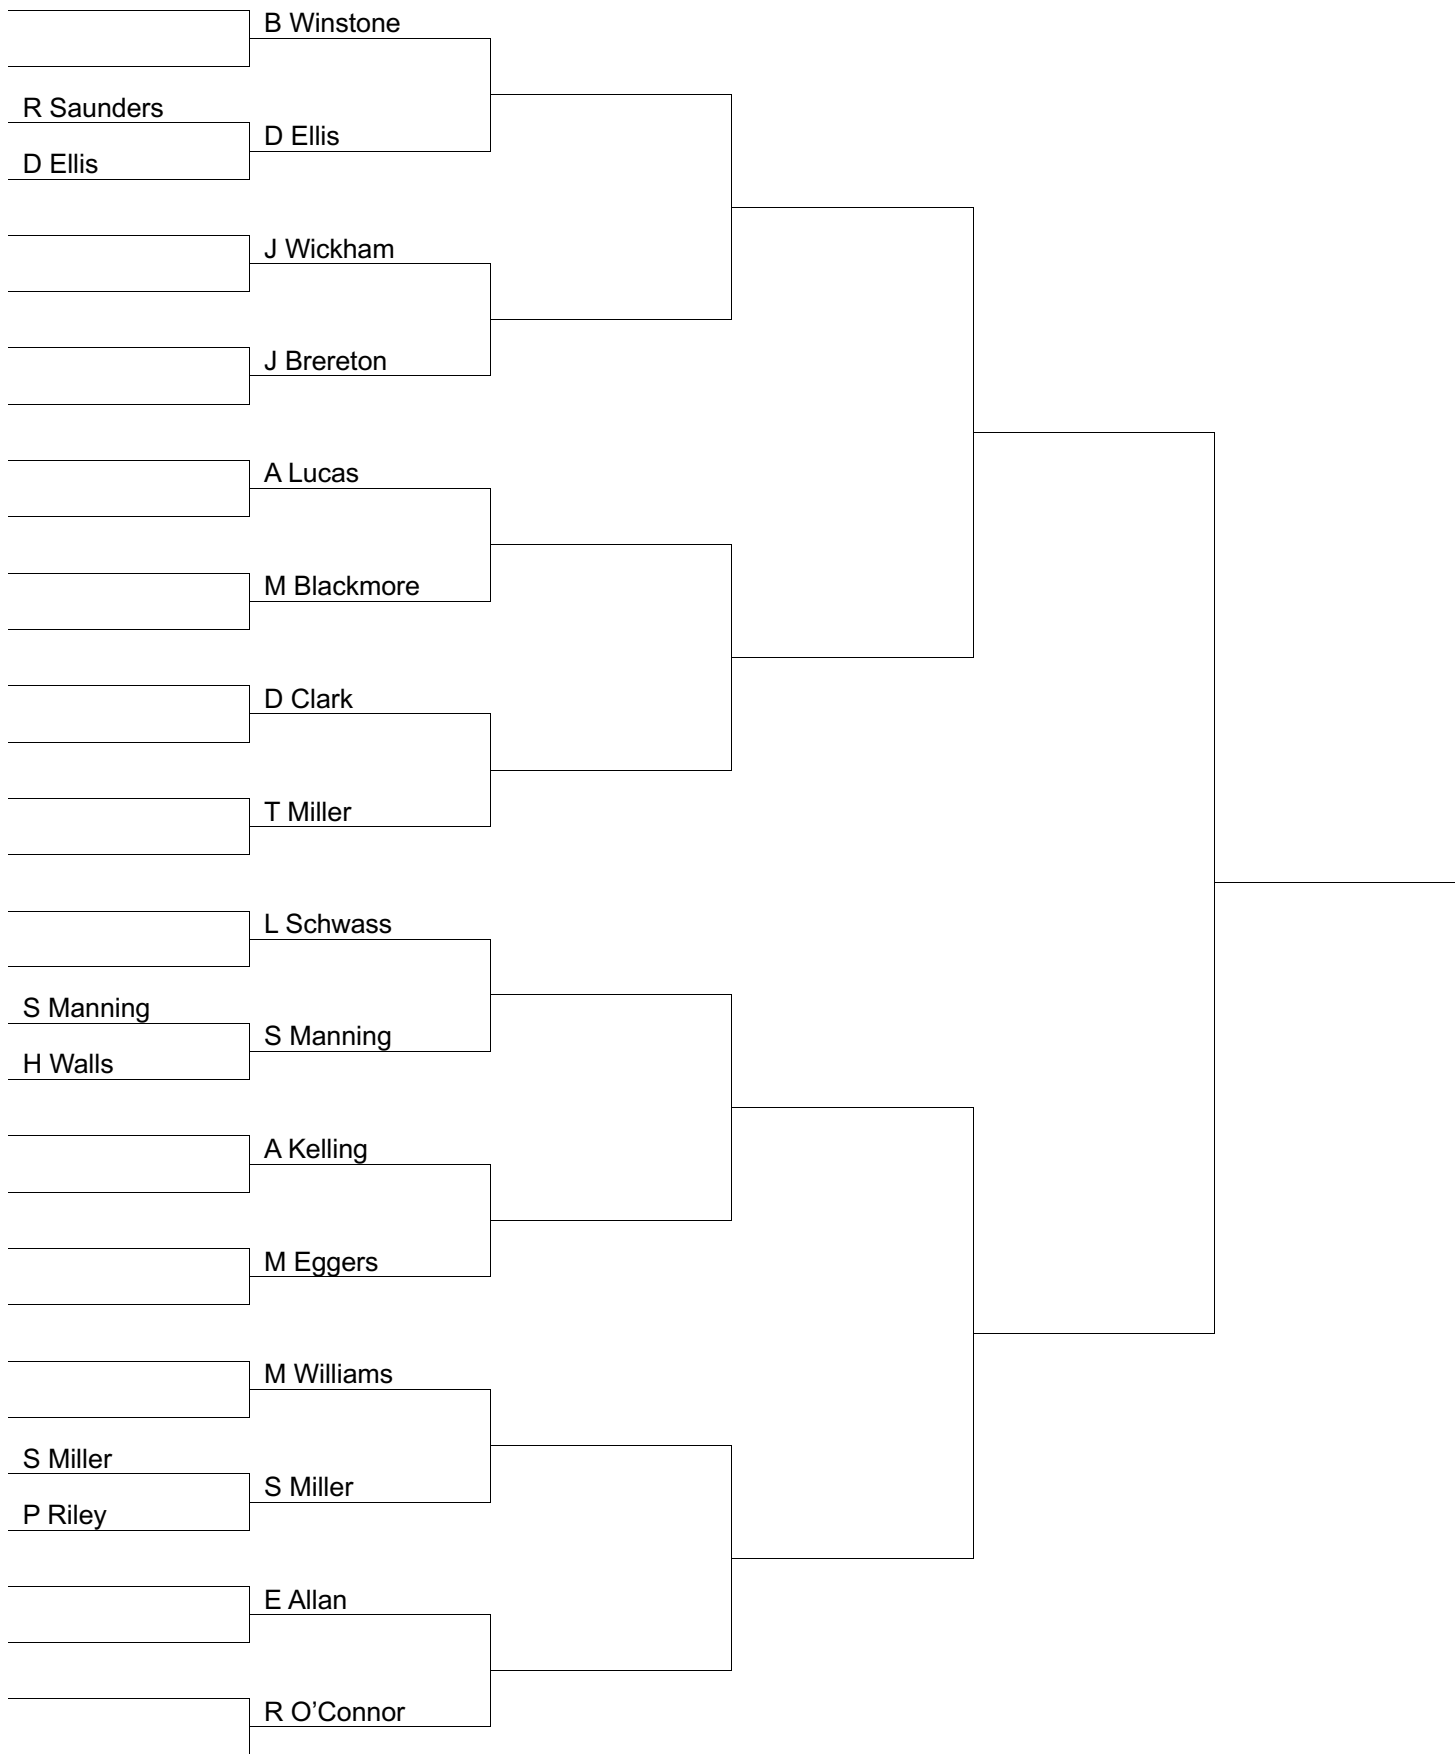 B Winstone
R Saunders
D Ellis
D Ellis
J Wickham
J Brereton
A Lucas
M Blackmore
D Clark
T Miller
L Schwass
S Manning
S Manning
H Walls
A Kelling
M Eggers
M Williams
S Miller
S Miller
P Riley
E Allan
R O’Connor